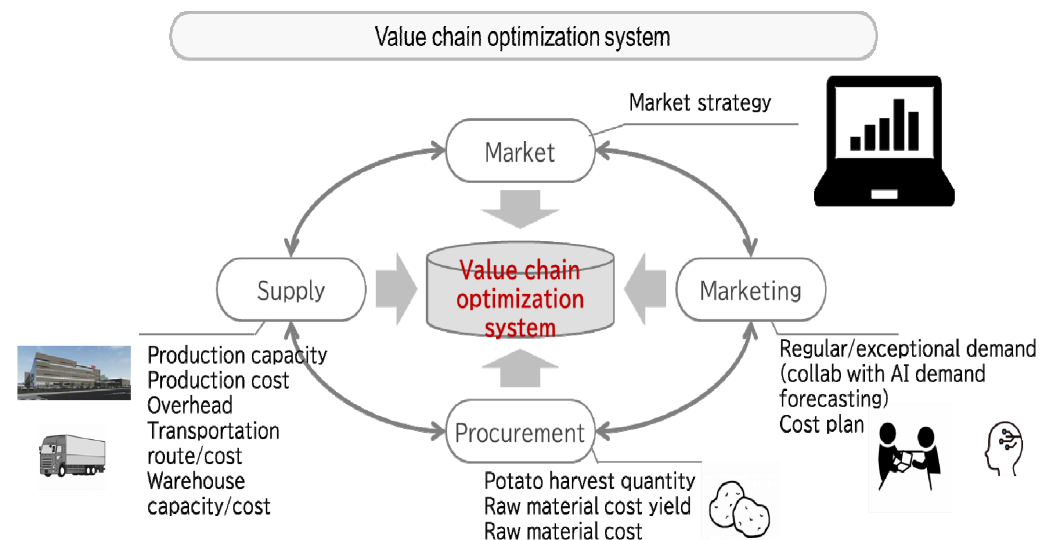 Value chain optimization system
Market strategy
Market
Supply
Value chain
optimization
system
Marketing
Production capacity
Production cost
Overhead
Transportation
route/cost
Warehouse
capacity/cost
Regular/exceptional demand
(collab with AI demand
forecasting)
Cost plan
Procurement
Potato harvest quantity
Raw material cost yield
Raw material cost